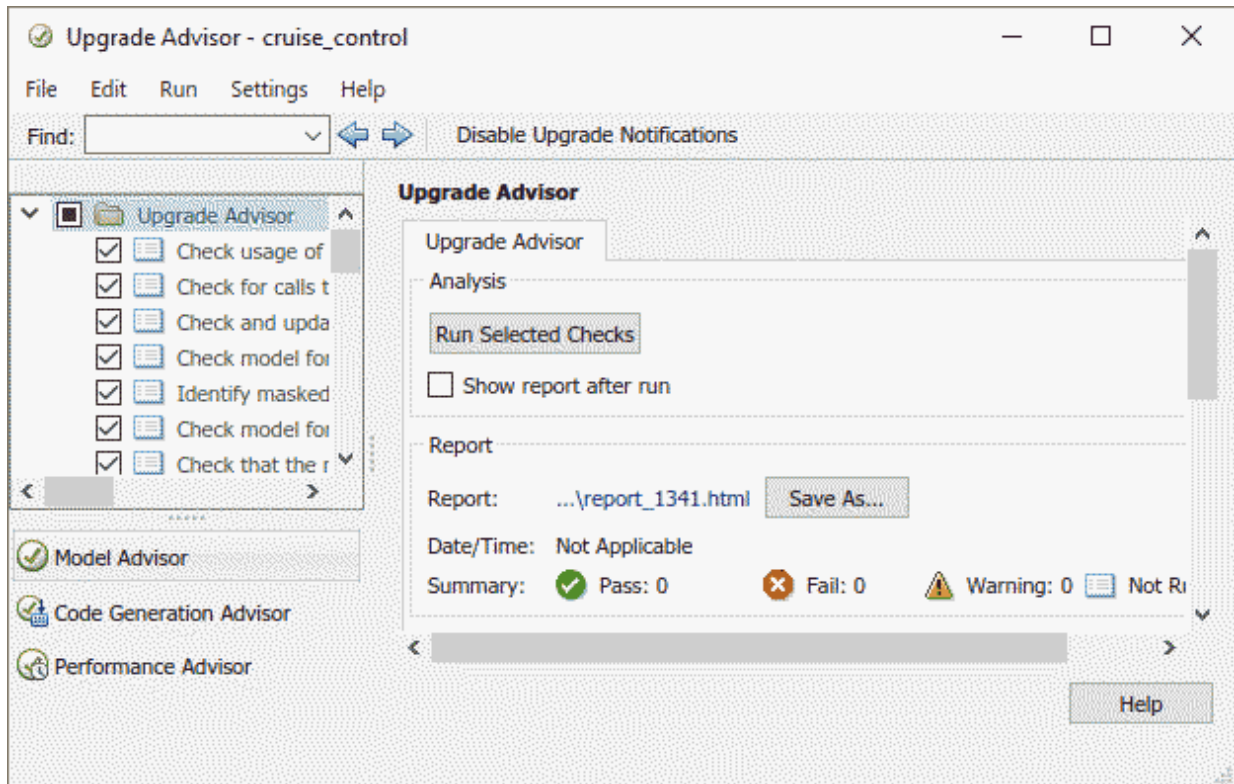 Upgrade Advisor - cruise_control
File Edit Run Settings Help
Find: Disable Upgrade Notifications
Upgrade Advisor
Check usage of
Check for calls t
Check and upda
Check model for
Identify masked
Check model for
Check that the r
Model Advisor
Code Generation Advisor
Performance Advisor
Upgrade Advisor
Upgrade Advisor
Analysis
Run Selected Checks
Show report after run
Report
Report: ...\report_1341.html Save As...
Date/Time: Not Applicable
Summary: Pass: 0 Fail: 0 Warning: 0 Not Ru
Help